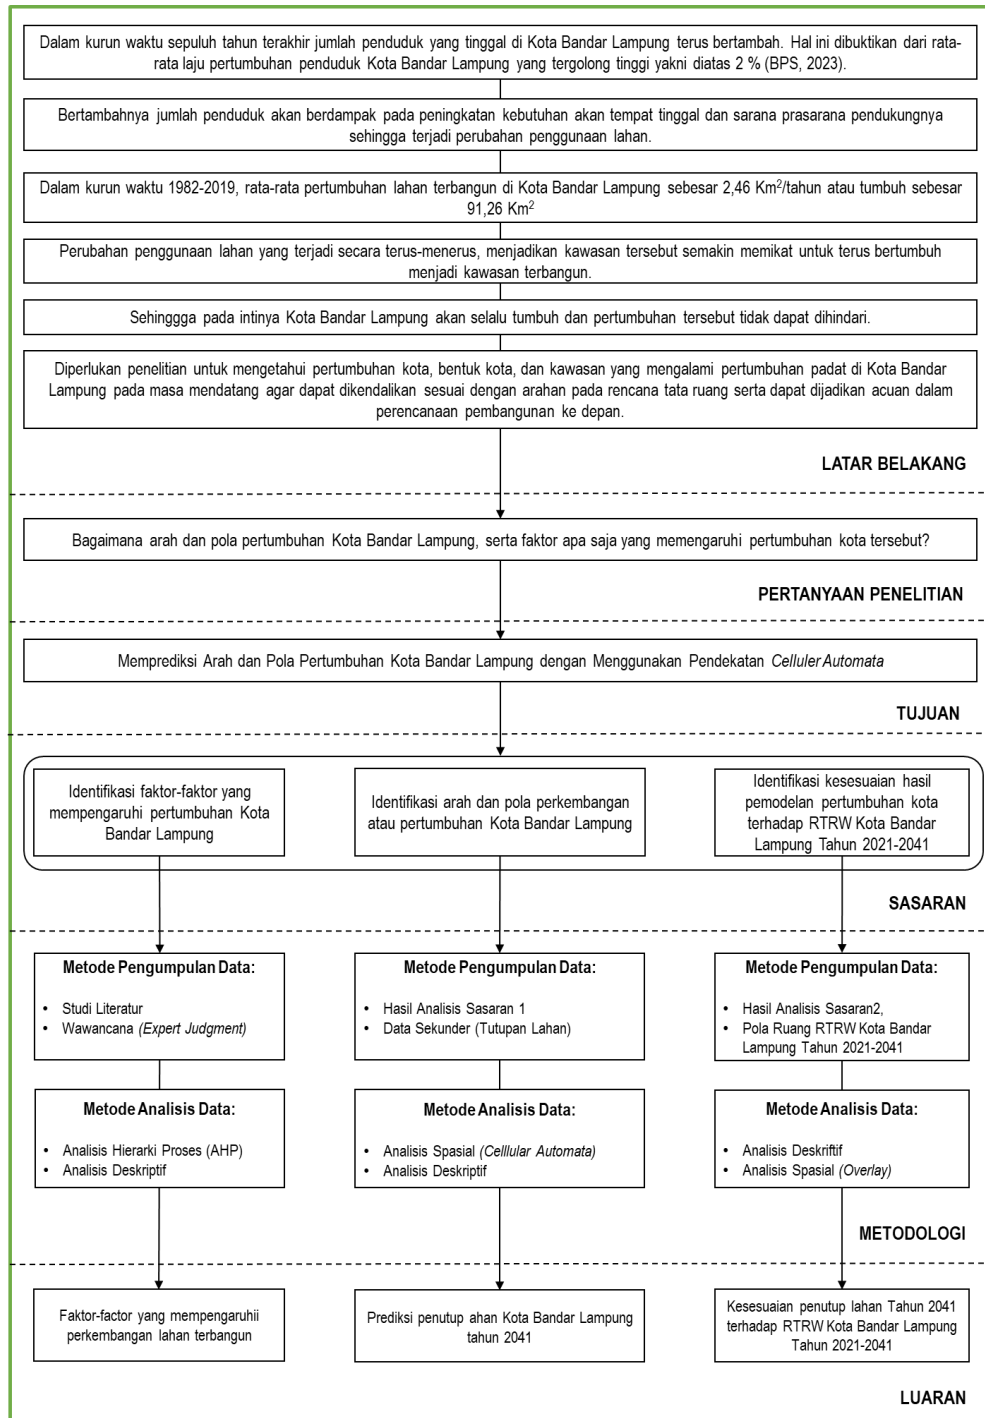 Dalam kurun waktu sepuluh tahun terakhir jumlah penduduk yang tinggal di Kota Bandar Lampung terus bertambah. Hal ini dibuktikan dari rata-
rata laju pertumbuhan penduduk Kota Bandar Lampung yang tergolong tinggi yakni diatas 2 % (BPS, 2023).
Bertambahnya jumlah penduduk akan berdampak pada peningkatan kebutuhan akan tempat tinggal dan sarana prasarana pendukungnya
sehingga terjadi perubahan penggunaan lahan.
Dalam kurun waktu 1982-2019, rata-rata pertumbuhan lahan terbangun di Kota Bandar Lampung sebesar 2,46 Km²/tahun atau tumbuh sebesar
91,26 Km²
Perubahan penggunaan lahan yang terjadi secara terus-menerus, menjadikan kawasan tersebut semakin memikat untuk terus bertumbuh
menjadi kawasan terbangun.
Sehinggga pada intinya Kota Bandar Lampung akan selalu tumbuh dan pertumbuhan tersebut tidak dapat dihindari.
Diperlukan penelitian untuk mengetahui pertumbuhan kota, bentuk kota, dan kawasan yang mengalami pertumbuhan padat di Kota Bandar
Lampung pada masa mendatang agar dapat dikendalikan sesuai dengan arahan pada rencana tata ruang serta dapat dijadikan acuan dalam
perencanaan pembangunan ke depan.
LATAR BELAKANG
Bagaimana arah dan pola pertumbuhan Kota Bandar Lampung, serta faktor apa saja yang memengaruhi pertumbuhan kota tersebut?
PERTANYAAN PENELITIAN
Memprediksi Arah dan Pola Pertumbuhan Kota Bandar Lampung dengan Menggunakan Pendekatan Celluler Automata
TUJUAN
Identifikasi faktor-faktor yang
mempengaruhi pertumbuhan Kota
Bandar Lampung
Identifikasi arah dan pola perkembangan
atau pertumbuhan Kota Bandar Lampung
Identifikasi kesesuaian hasil
pemodelan pertumbuhan kota
terhadap RTRW Kota Bandar
Lampung Tahun 2021-2041
SASARAN
Metode Pengumpulan Data:
• Studi Literatur
• Wawancana (Expert Judgment)
Metode Pengumpulan Data:
• Hasil Analisis Sasaran 1
• Data Sekunder (Tutupan Lahan)
Metode Pengumpulan Data:
• Hasil Analisis Sasaran2,
• Pola Ruang RTRW Kota Bandar
Lampung Tahun 2021-2041
Metode Analisis Data:
• Analisis Hierarki Proses (AHP)
• Analisis Deskriptif
Metode Analisis Data:
• Analisis Spasial (Celllular Automata)
• Analisis Deskriptif
Metode Analisis Data:
• Analisis Deskriftif
• Analisis Spasial (Overlay)
METODOLOGI
Faktor-factor yang mempengaruhii
perkembangan lahan terbangun
Prediksi penutup ahan Kota Bandar Lampung
tahun 2041
Kesesuaian penutup lahan Tahun 2041
terhadap RTRW Kota Bandar Lampung
Tahun 2021-2041
LUARAN